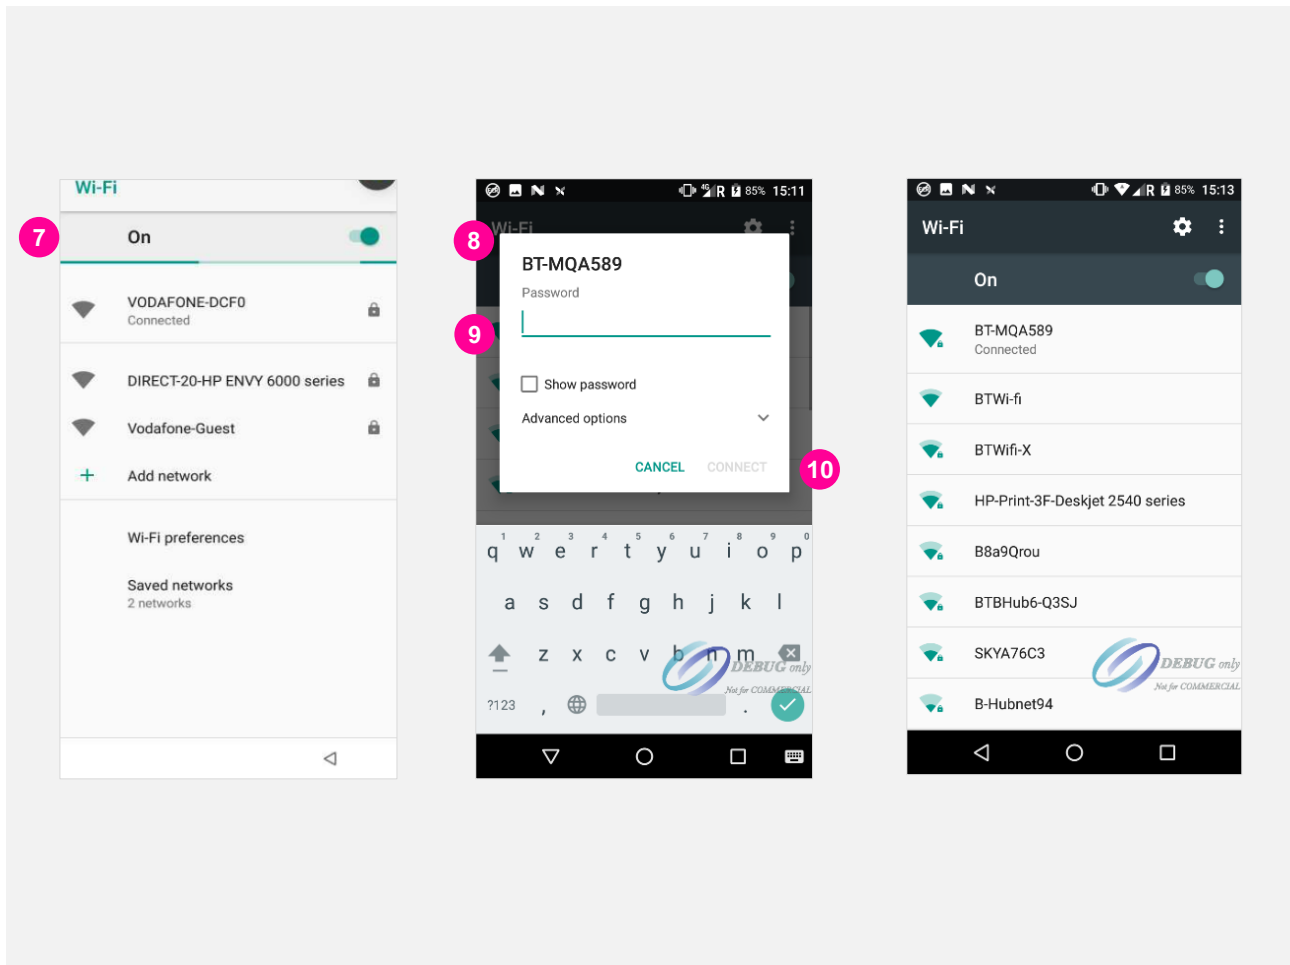 Wi-Fi
7
On
VODAFONE-DCF0
Connected
DIRECT-20-HP ENVY 6000 series
Vodafone-Guest
Add network
Wi-Fi preferences
Saved networks
2 networks
4G R 85% 15:11
Wi-Fi
8
BT-MQA589
Password
9
Show password
Advanced options
CANCEL CONNECT
10
1 2 3 4 5 6 7 8 9 0
q w e r t y u i o p
a s d f g h j k l
z x c v b n m
DEBUG only
Not for COMMERCIAL
?123 , .
R 85% 15:13
Wi-Fi
On
BT-MQA589
Connected
BTWi-fi
BTWifi-X
HP-Print-3F-Deskjet 2540 series
B8a9Qrou
BTBHub6-Q3SJ
SKYA76C3
DEBUG only
Not for COMMERCIAL
B-Hubnet94